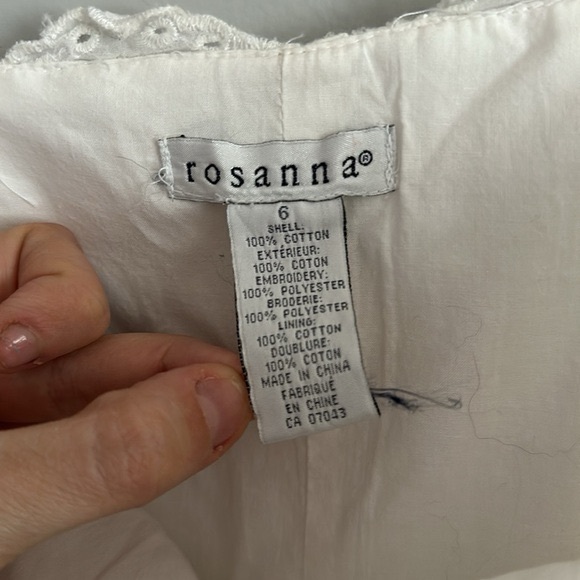 rosanna®
6
SHELL:
100% COTTON
EXTÉRIEUR:
100% COTON
EMBROIDERY:
100% POLYESTER
BRODERIE:
100% POLYESTER
LINING:
100% COTTON
DOUBLURE:
100% COTON
MADE IN CHINA
FABRIQUÉ
EN CHINE
CA 07043